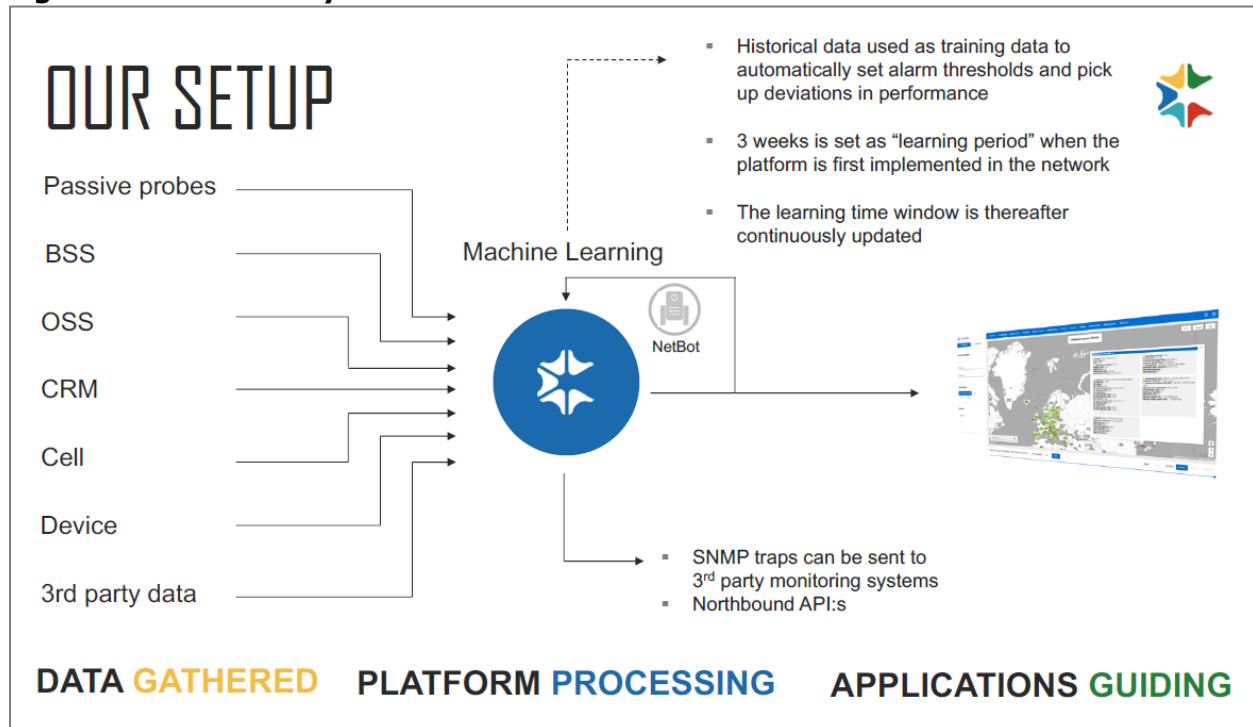 OUR SETUP
Passive probes
BSS
OSS
CRM
Cell
Device
3rd party data
Machine Learning
NetBot
▪ Historical data used as training data to
automatically set alarm thresholds and pick
up deviations in performance
▪ 3 weeks is set as “learning period” when the
platform is first implemented in the network
▪ The learning time window is thereafter
continuously updated
▪ SNMP traps can be sent to
3rd party monitoring systems
▪ Northbound API:s
DATA GATHERED
PLATFORM PROCESSING
APPLICATIONS GUIDING